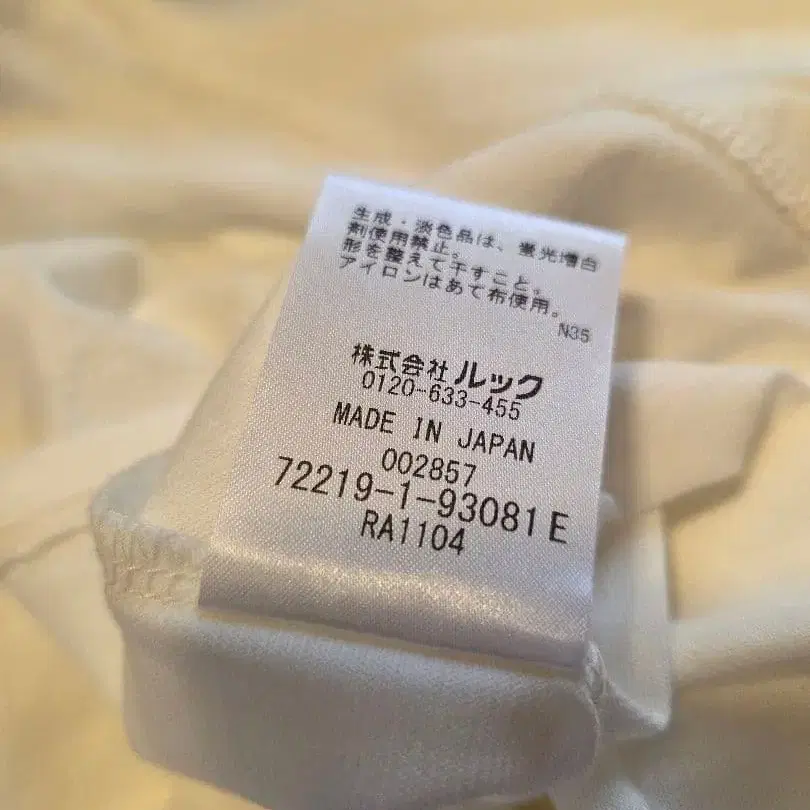 生成・淡色品は、蛍光増白
剤使用禁止。
形を整えて干すこと。
アイロンはあて布使用。
N35
株式会社 ルック
0120-633-455
MADE IN JAPAN
002857
72219-1-93081E
RA1104